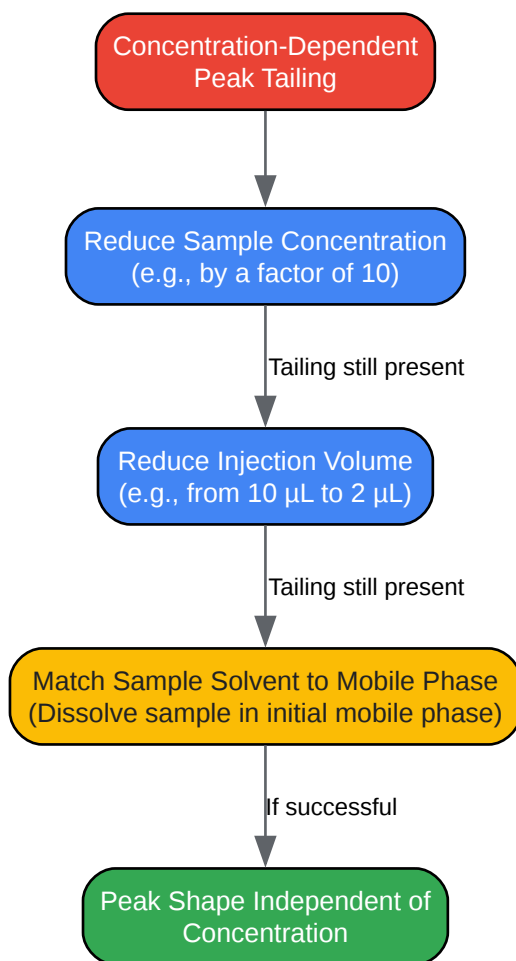 Concentration-Dependent
Peak Tailing
Reduce Sample Concentration
(e.g., by a factor of 10)
Tailing still present
Reduce Injection Volume
(e.g., from 10 µL to 2 µL)
Tailing still present
Match Sample Solvent to Mobile Phase
(Dissolve sample in initial mobile phase)
If successful
Peak Shape Independent of
Concentration